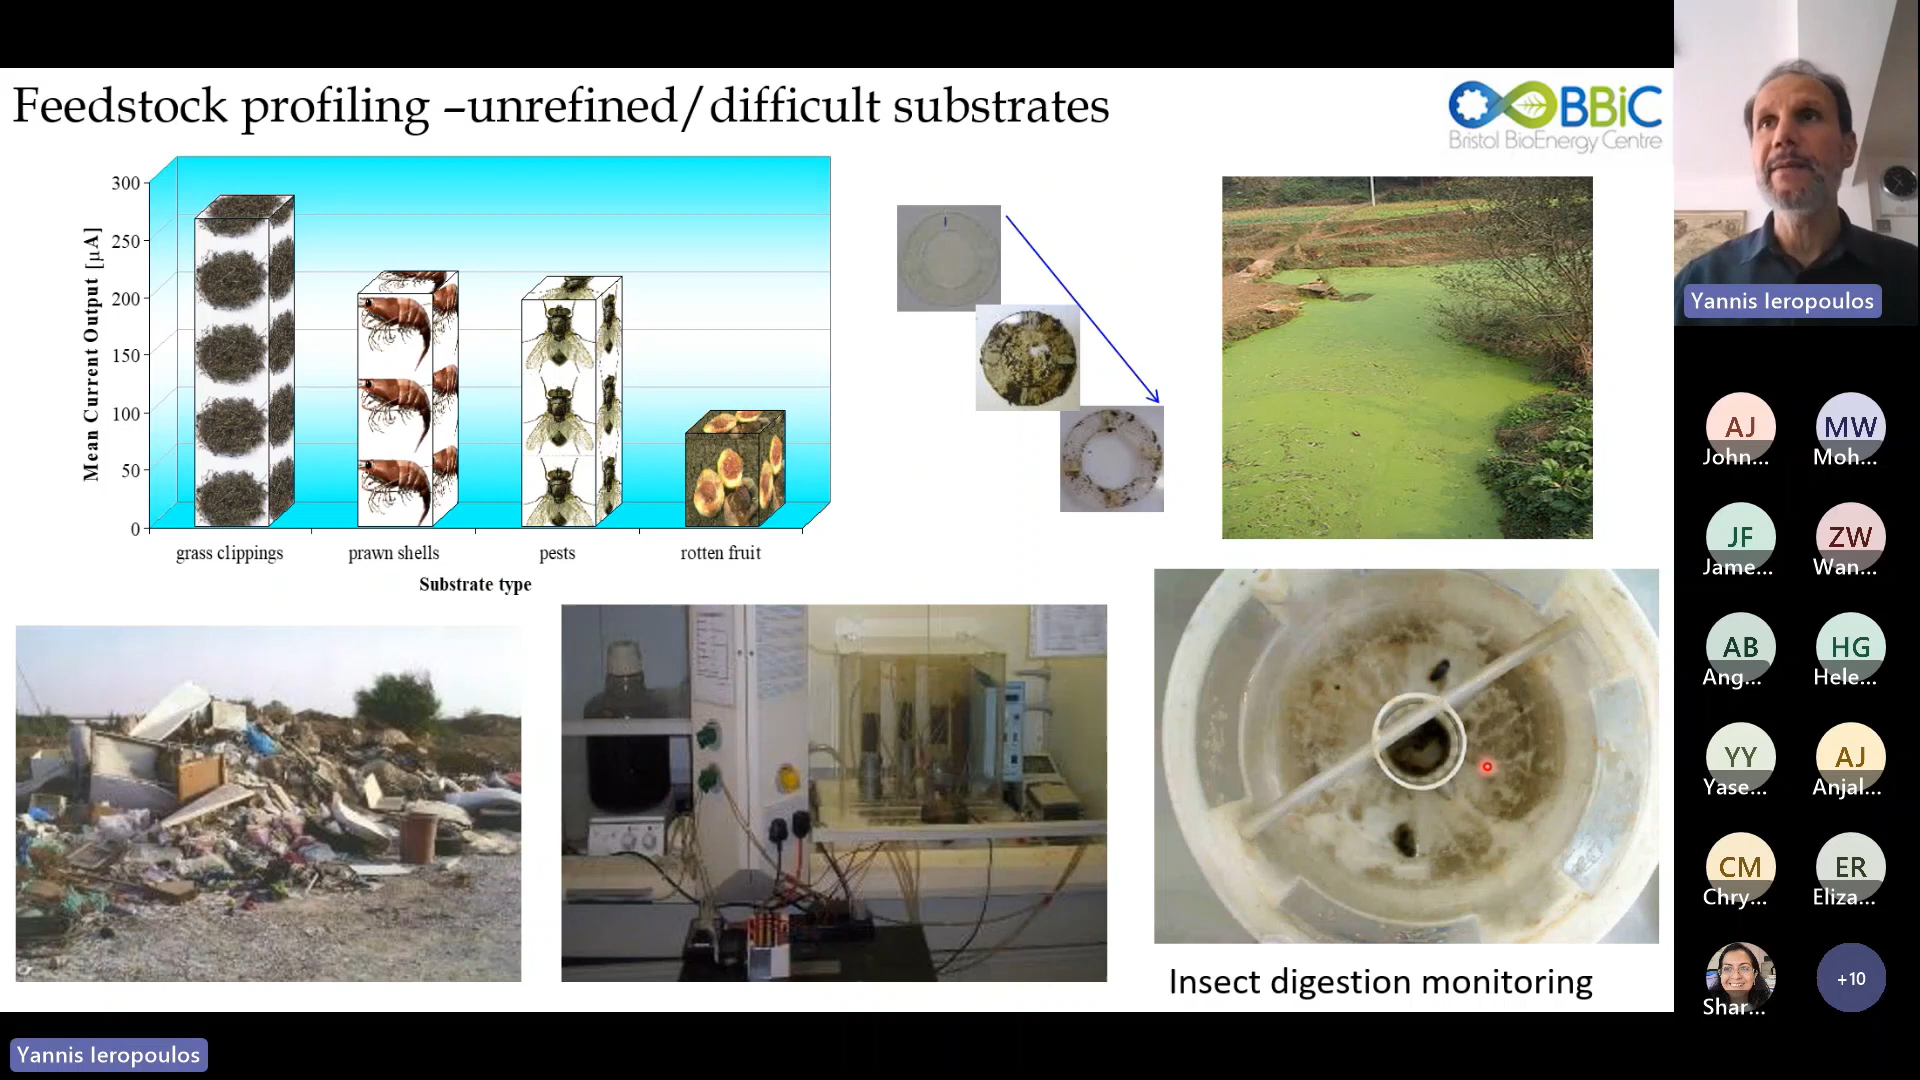 Feedstock profiling –unrefined/difficult substrates
BBiC
Bristol BioEnergy Centre
Mean Current Output [µA]
300
250
200
150
100
50
0
grass clippings
prawn shells
pests
rotten fruit
Substrate type
Insect digestion monitoring
Yannis Ieropoulos
Yannis Ieropoulos
AJ
John...
MW
Moh...
JF
Jame...
ZW
Wan...
AB
Ang...
HG
Hele...
YY
Yase...
AJ
Anjal...
CM
Chry...
ER
Eliza...
Shar...
+10